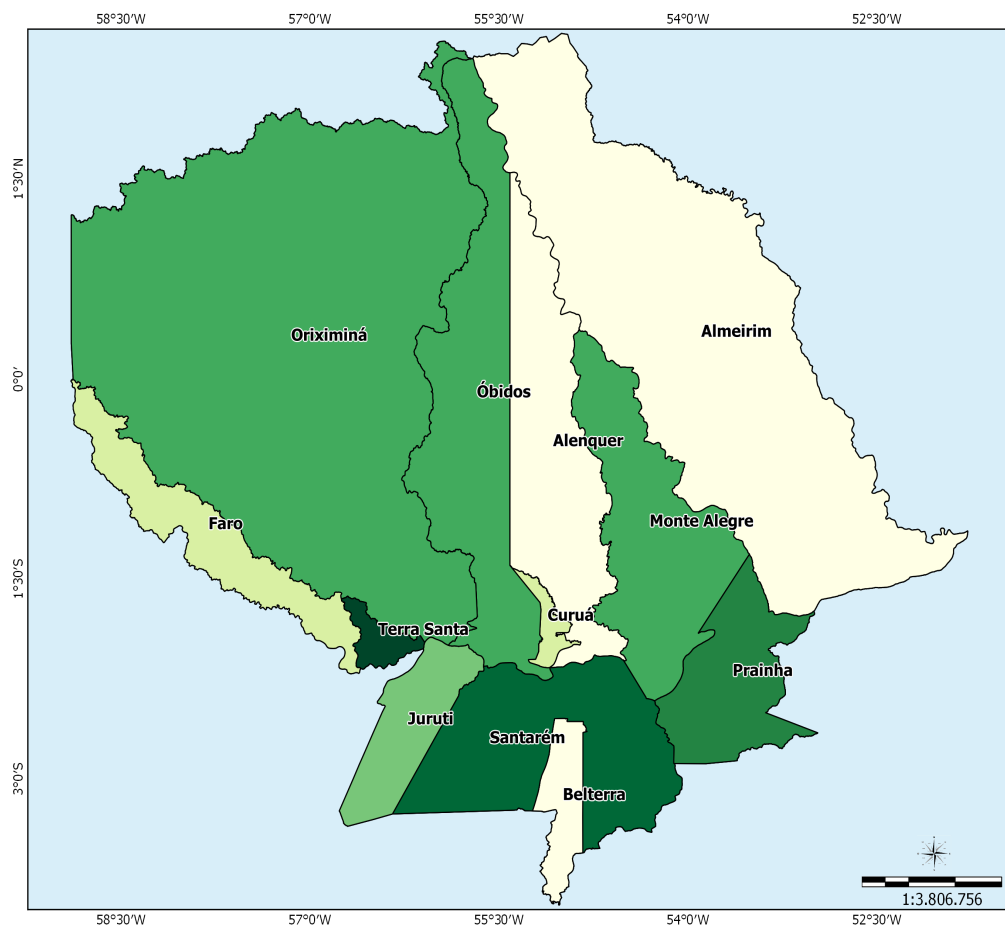 58°30'W 57°0'W 55°30'W 54°0'W 52°30'W
1°30'N
Oriximiná
Almeirim
0°0'
Óbidos
Alenquer
Faro
Monte Alegre
1°30'S
Curuá
Terra Santa
Prainha
Juruti
Santarém
3°0'S
Belterra
1:3.806.756
58°30'W 57°0'W 55°30'W 54°0'W 52°30'W